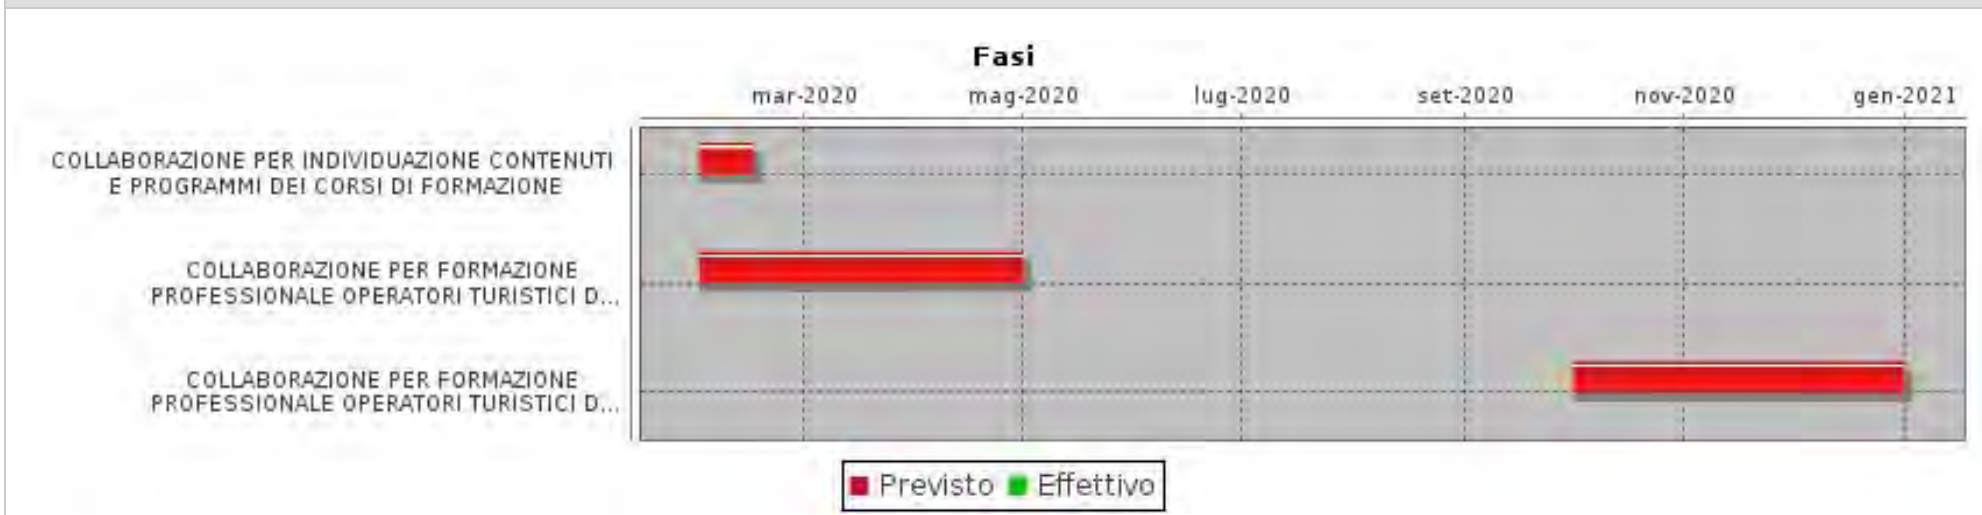 Fasi
mar-2020 mag-2020 lug-2020 set-2020 nov-2020 gen-2021
COLLABORAZIONE PER INDIVIDUAZIONE CONTENUTI
E PROGRAMMI DEI CORSI DI FORMAZIONE
COLLABORAZIONE PER FORMAZIONE
PROFESSIONALE OPERATORI TURISTICI D...
COLLABORAZIONE PER FORMAZIONE
PROFESSIONALE OPERATORI TURISTICI D...
Previsto Effettivo